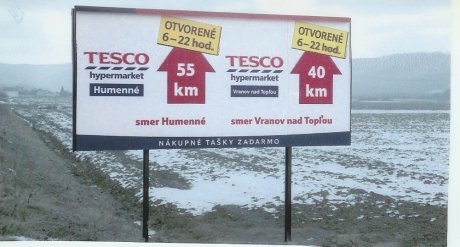 OTVORENÉ
6–22 hod.
TESCO
hypermarket
Humenné
55
km
smer Humenné
OTVORENÉ
6–22 hod.
TESCO
hypermarket
Vranov nad Topľou
40
km
smer Vranov nad Topľou
NÁKUPNÉ TAŠKY ZADARMO